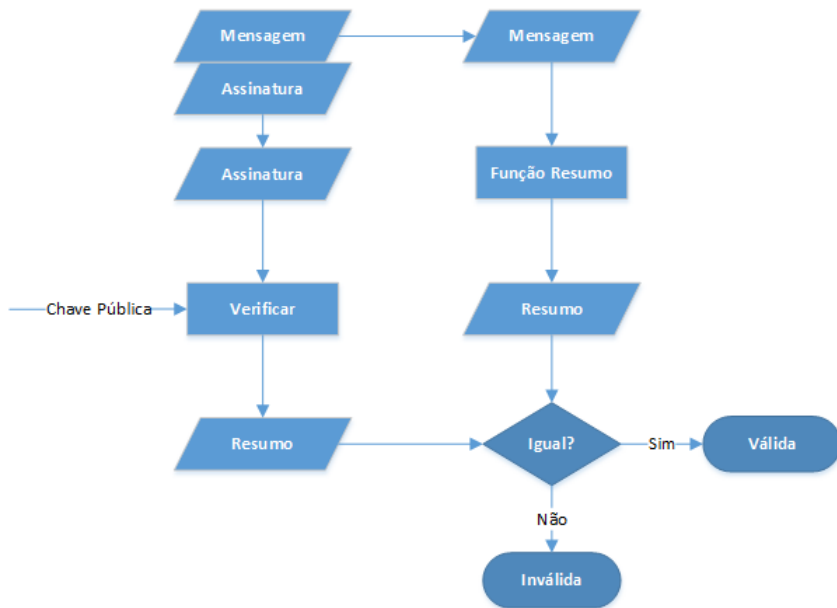 Mensagem
Mensagem
Assinatura
Assinatura
Função Resumo
Chave Pública
Verificar
Resumo
Resumo
Igual?
Sim
Válida
Não
Inválida